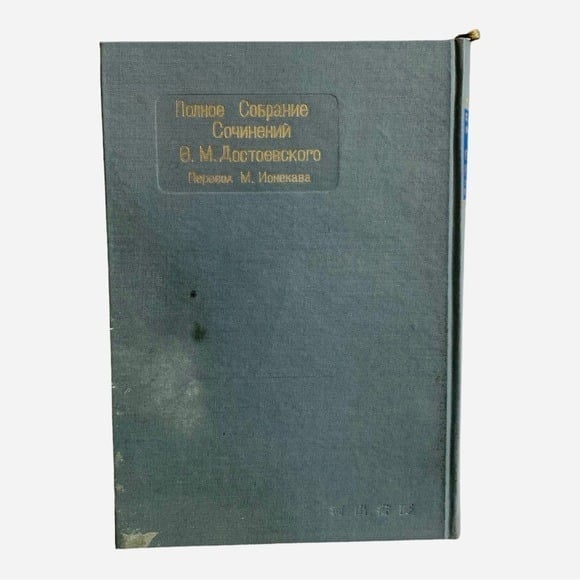 Полное Собрание
Сочинений
Ѳ. М. Достоевского
Перевод М. Ионекава